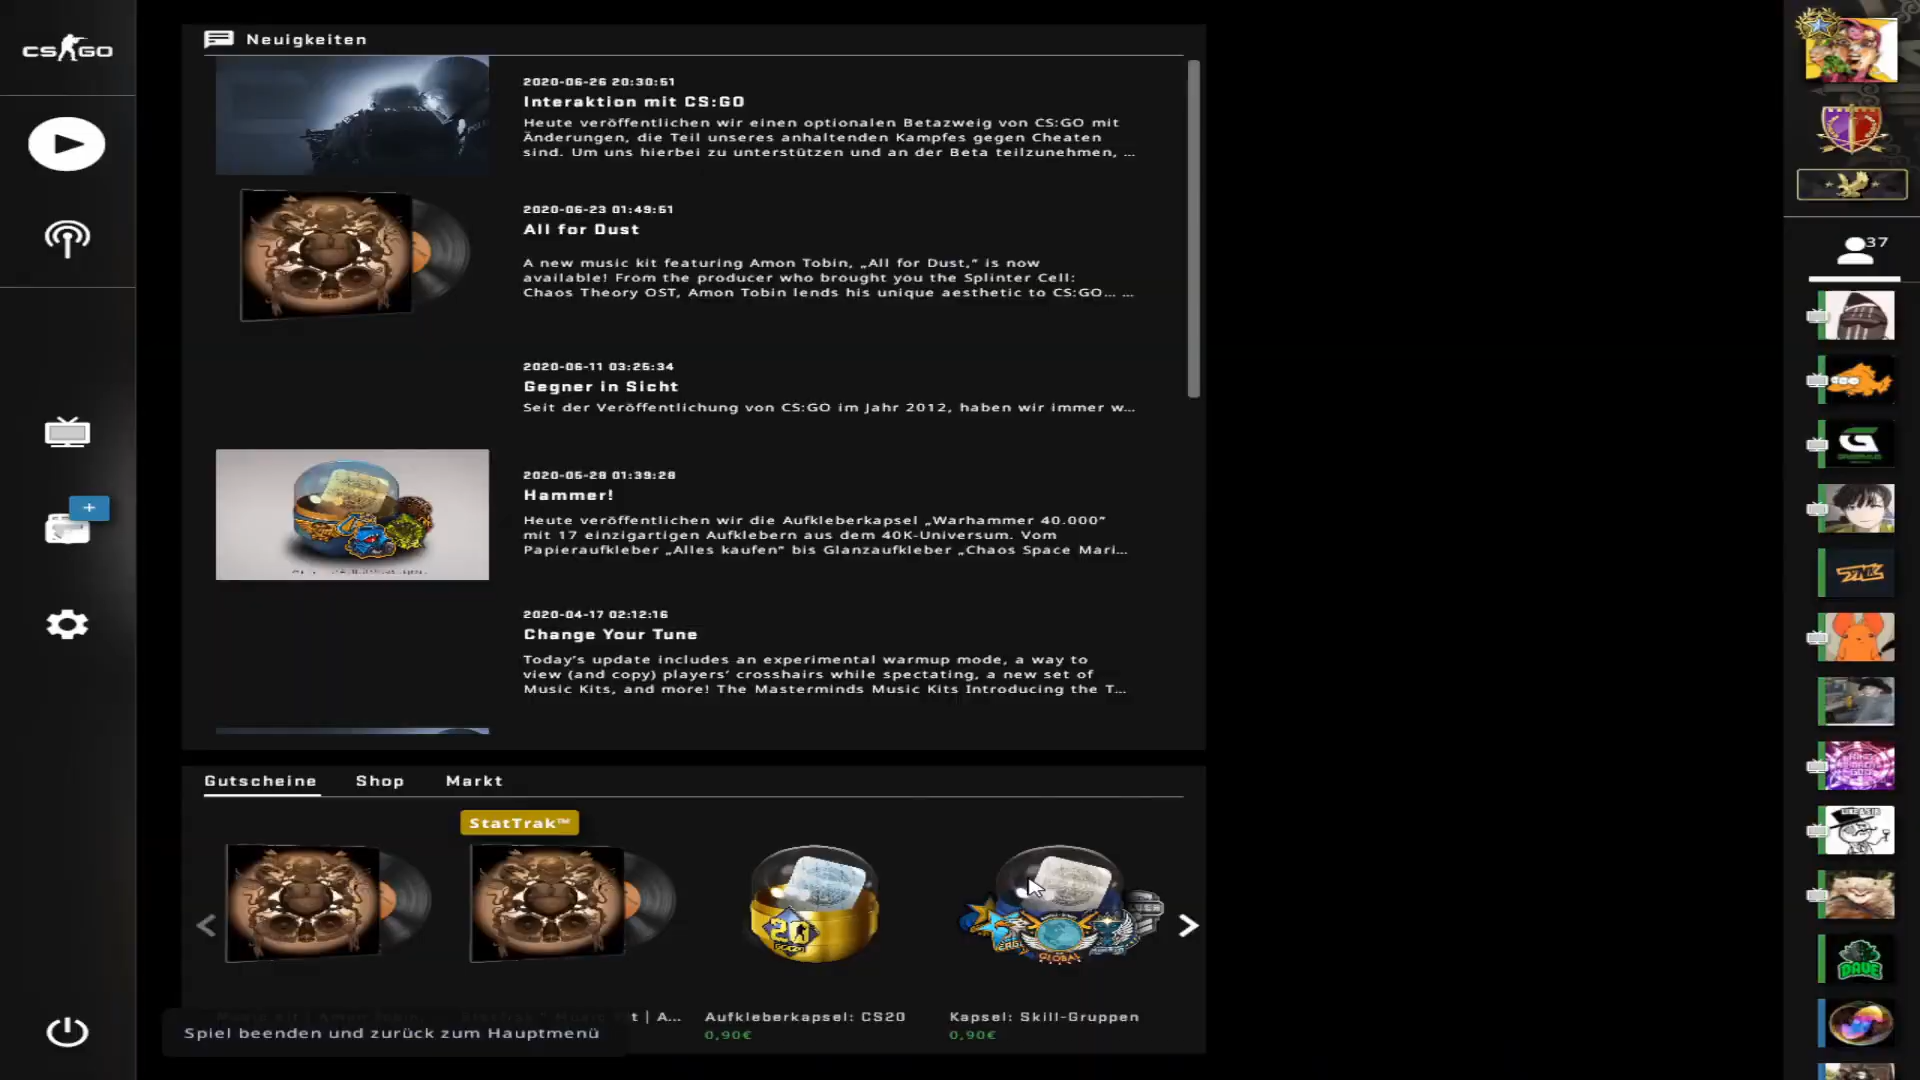 CS GO
Neuigkeiten
2020-06-26 20:30:51
Interaktion mit CS:GO
Heute veröffentlichen wir einen optionalen Betazweig von CS:GO mit
Änderungen, die Teil unseres anhaltenden Kampfes gegen Cheaten
sind. Um uns hierbei zu unterstützen und an der Beta teilzunehmen, ...
2020-06-23 01:49:51
All for Dust
A new music kit featuring Amon Tobin, „All for Dust,“ is now
available! From the producer who brought you the Splinter Cell:
Chaos Theory OST, Amon Tobin lends his unique aesthetic to CS:GO... ...
2020-06-11 03:26:34
Gegner in Sicht
Seit der Veröffentlichung von CS:GO im Jahr 2012, haben wir immer w...
2020-05-28 01:39:28
Hammer!
Heute veröffentlichen wir die Aufkleberkapsel „Warhammer 40.000“
mit 17 einzigartigen Aufklebern aus dem 40K-Universum. Vom
Papieraufkleber „Alles kaufen“ bis Glanzaufkleber „Chaos Space Mari...
2020-04-17 02:12:16
Change Your Tune
Today's update includes an experimental warmup mode, a way to
view (and copy) players' crosshairs while spectating, a new set of
Music Kits, and more! The Masterminds Music Kits Introducing the T...
Gutscheine Shop Markt
StatTrak™
20
GLOBAL
t | A...
Aufkleberkapsel: CS20
Kapsel: Skill-Gruppen
0,90€
0,90€
Spiel beenden und zurück zum Hauptmenü
37
DAVE